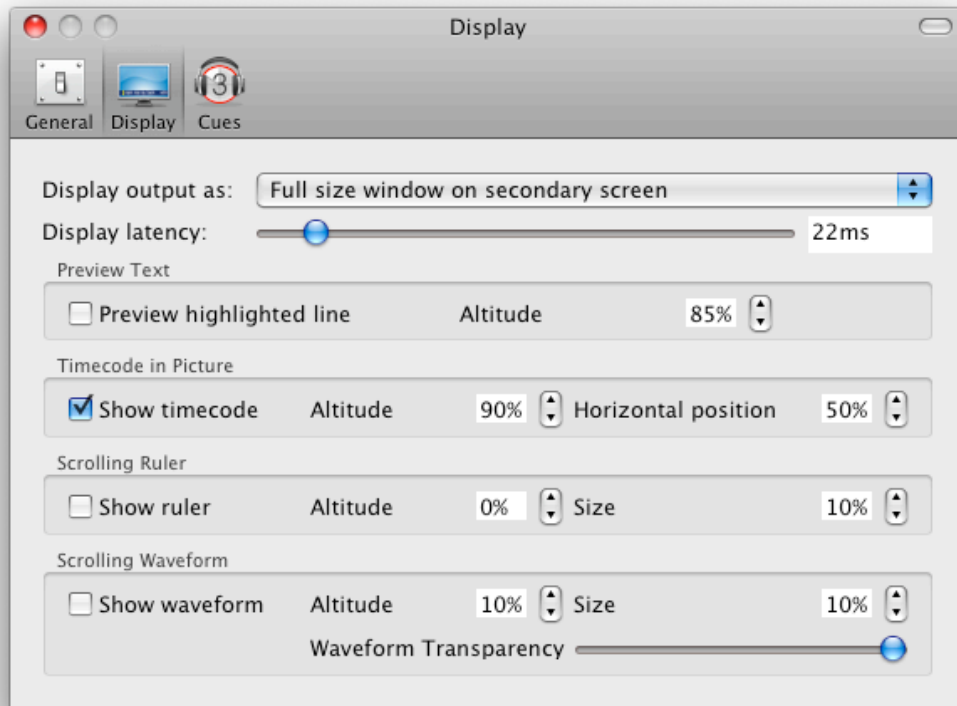 Display
General Display Cues
3
Display output as: Full size window on secondary screen
Display latency: 22ms
Preview Text
Preview highlighted line Altitude 85%
Timecode in Picture
Show timecode Altitude 90% Horizontal position 50%
Scrolling Ruler
Show ruler Altitude 0% Size 10%
Scrolling Waveform
Show waveform Altitude 10% Size 10%
Waveform Transparency